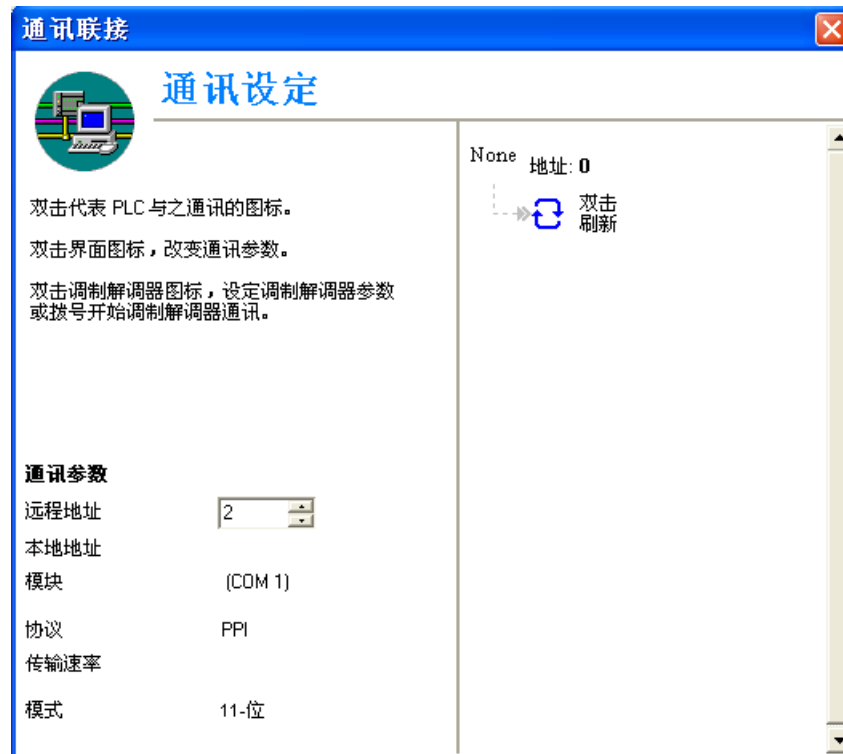 通讯联接
通讯设定
双击代表 PLC 与之通讯的图标。
双击界面图标，改变通讯参数。
双击调制解调器图标，设定调制解调器参数
或拨号开始调制解调器通讯。
通讯参数
远程地址 2
本地地址
模块 (COM 1)
协议 PPI
传输速率
模式 11-位
None 地址: 0
双击
刷新